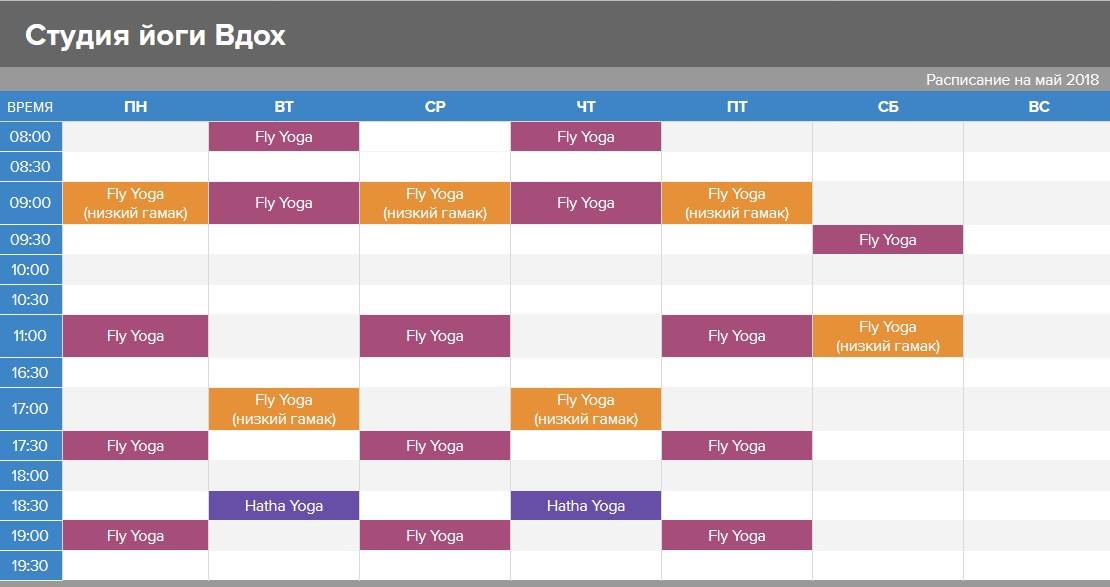 Студия йоги Вдох
Расписание на май 2018
ВРЕМЯ ПН ВТ СР ЧТ ПТ СБ ВС
08:00 Fly Yoga Fly Yoga
08:30
09:00 Fly Yoga (низкий гамак) Fly Yoga Fly Yoga (низкий гамак) Fly Yoga Fly Yoga (низкий гамак)
09:30 Fly Yoga
10:00
10:30
11:00 Fly Yoga Fly Yoga Fly Yoga Fly Yoga (низкий гамак)
16:30
17:00 Fly Yoga (низкий гамак) Fly Yoga (низкий гамак)
17:30 Fly Yoga Fly Yoga Fly Yoga
18:00
18:30 Hatha Yoga Hatha Yoga
19:00 Fly Yoga Fly Yoga Fly Yoga
19:30